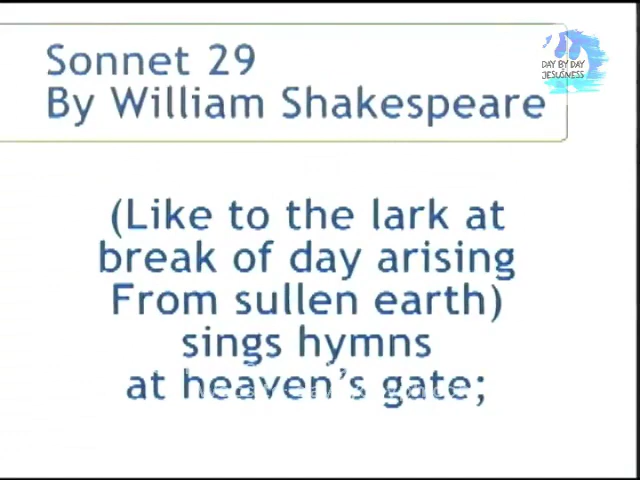 Sonnet 29
By William Shakespeare
DAY BY DAY
JESUSNESS
(Like to the lark at
break of day arising
From sullen earth)
sings hymns
at heaven's gate;